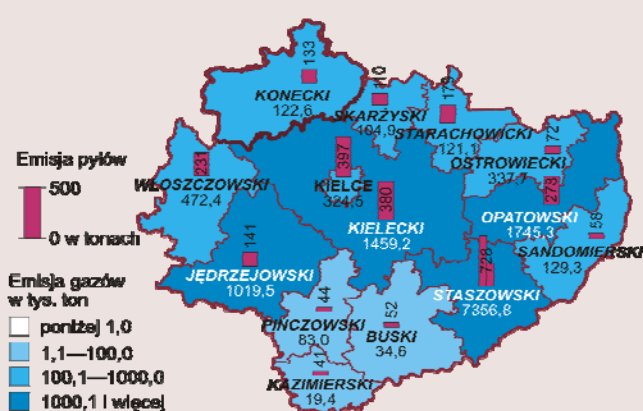 133
KONECKI
122,6
110
SKARŻYSKI
104,9
179
STARACHOWICKI
121,1
72
OSTROWIECKI
337,7
Emisja pyłów
500
0 w tonach
231
WŁOSZCZOWSKI
472,4
397
KIELCE
324,5
380
KIELECKI
1459,2
278
OPATOWSKI
1745,3
58
SANDOMIERSKI
129,3
141
JĘDRZEJOWSKI
1019,5
728
STASZOWSKI
7356,8
Emisja gazów
w tys. ton
poniżej 1,0
1,1—100,0
100,1—1000,0
1000,1 i więcej
44
PIŃCZOWSKI
83,0
52
BUSKI
34,6
41
KAZIMIERSKI
19,4